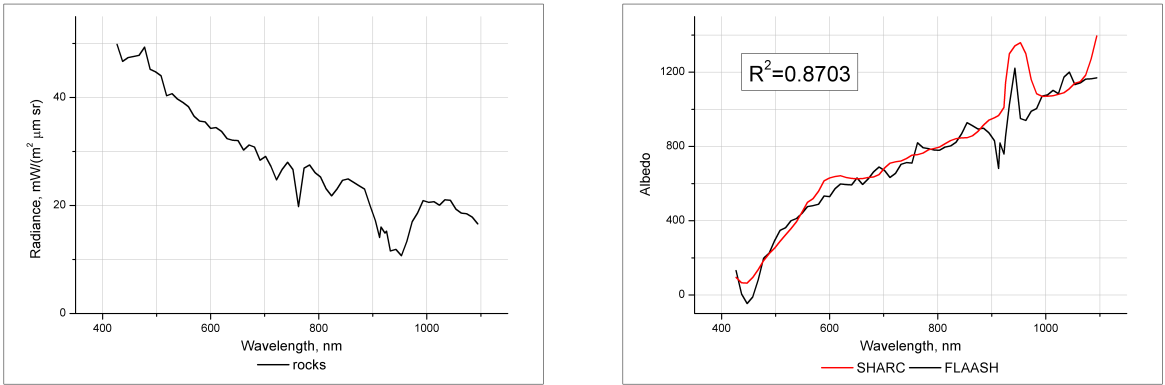 Radiance, mW/(m² μm sr)
40
20
0
400 600 800 1000
Wavelength, nm
rocks
R²=0.8703
Albedo
1200
800
400
0
400 600 800 1000
Wavelength, nm
SHARC FLAASH